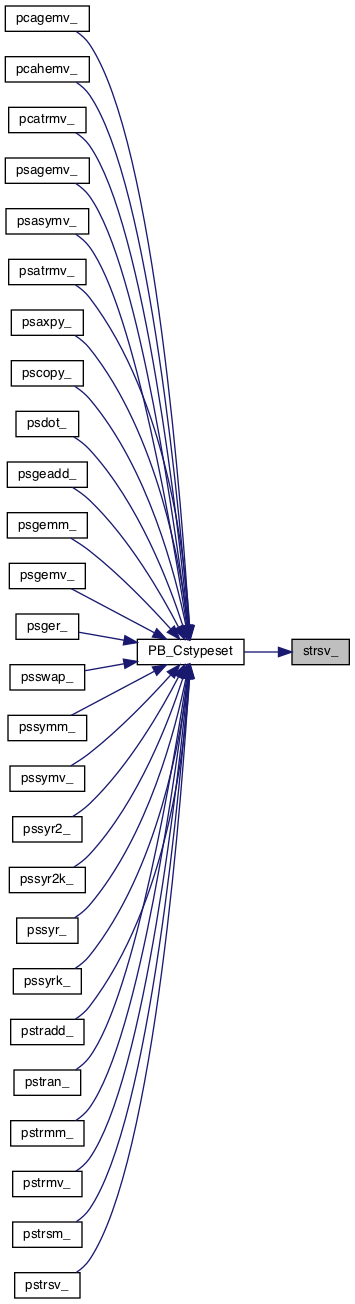 pcagemv_
pcahemv_
pcatrmv_
psagemv_
psasymv_
psatrmv_
psaxpy_
pscopy_
psdot_
psgeadd_
psgemm_
psgemv_
psger_
PB_Cstypeset
strsv_
psswap_
pssymm_
pssymv_
pssyr2_
pssyr2k_
pssyr_
pssyrk_
pstradd_
pstran_
pstrmm_
pstrmv_
pstrsm_
pstrsv_